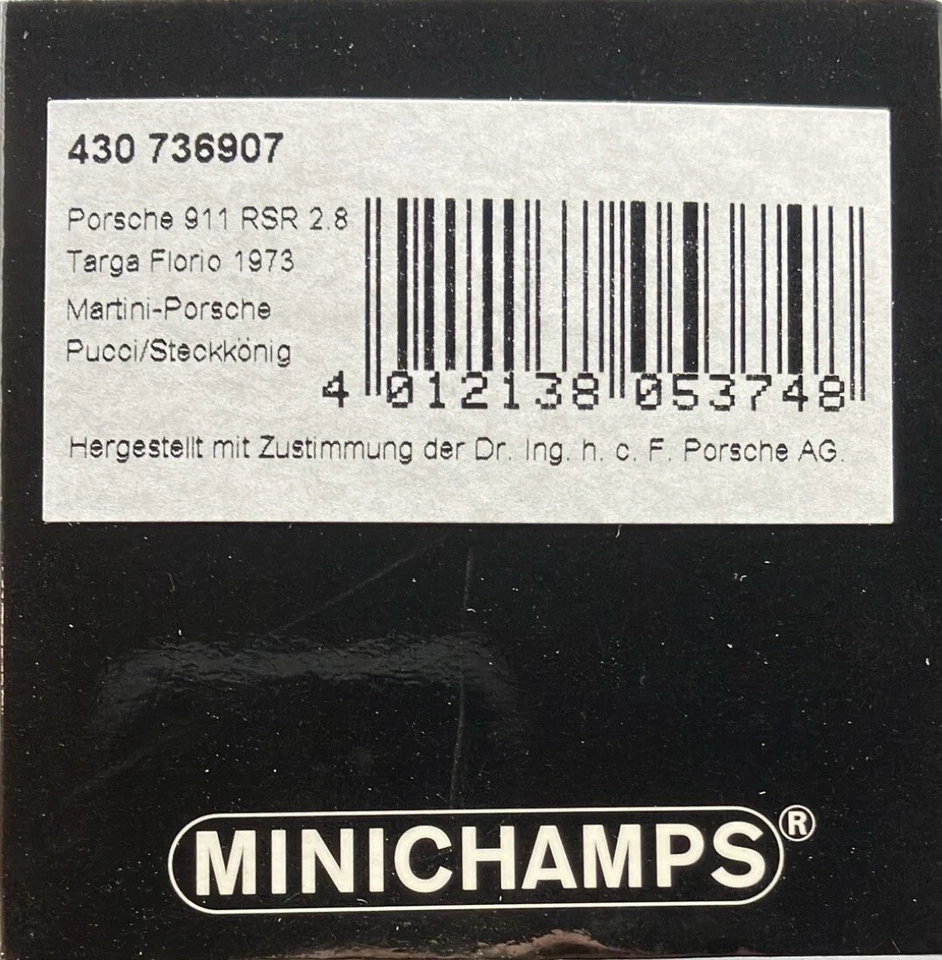 430 736907
Porsche 911 RSR 2.8
Targa Florio 1973
Martini-Porsche
Pucci/Steckkönig
4 012138 053748
Hergestellt mit Zustimmung der Dr. Ing. h. c. F. Porsche AG.
MINICHAMPS®